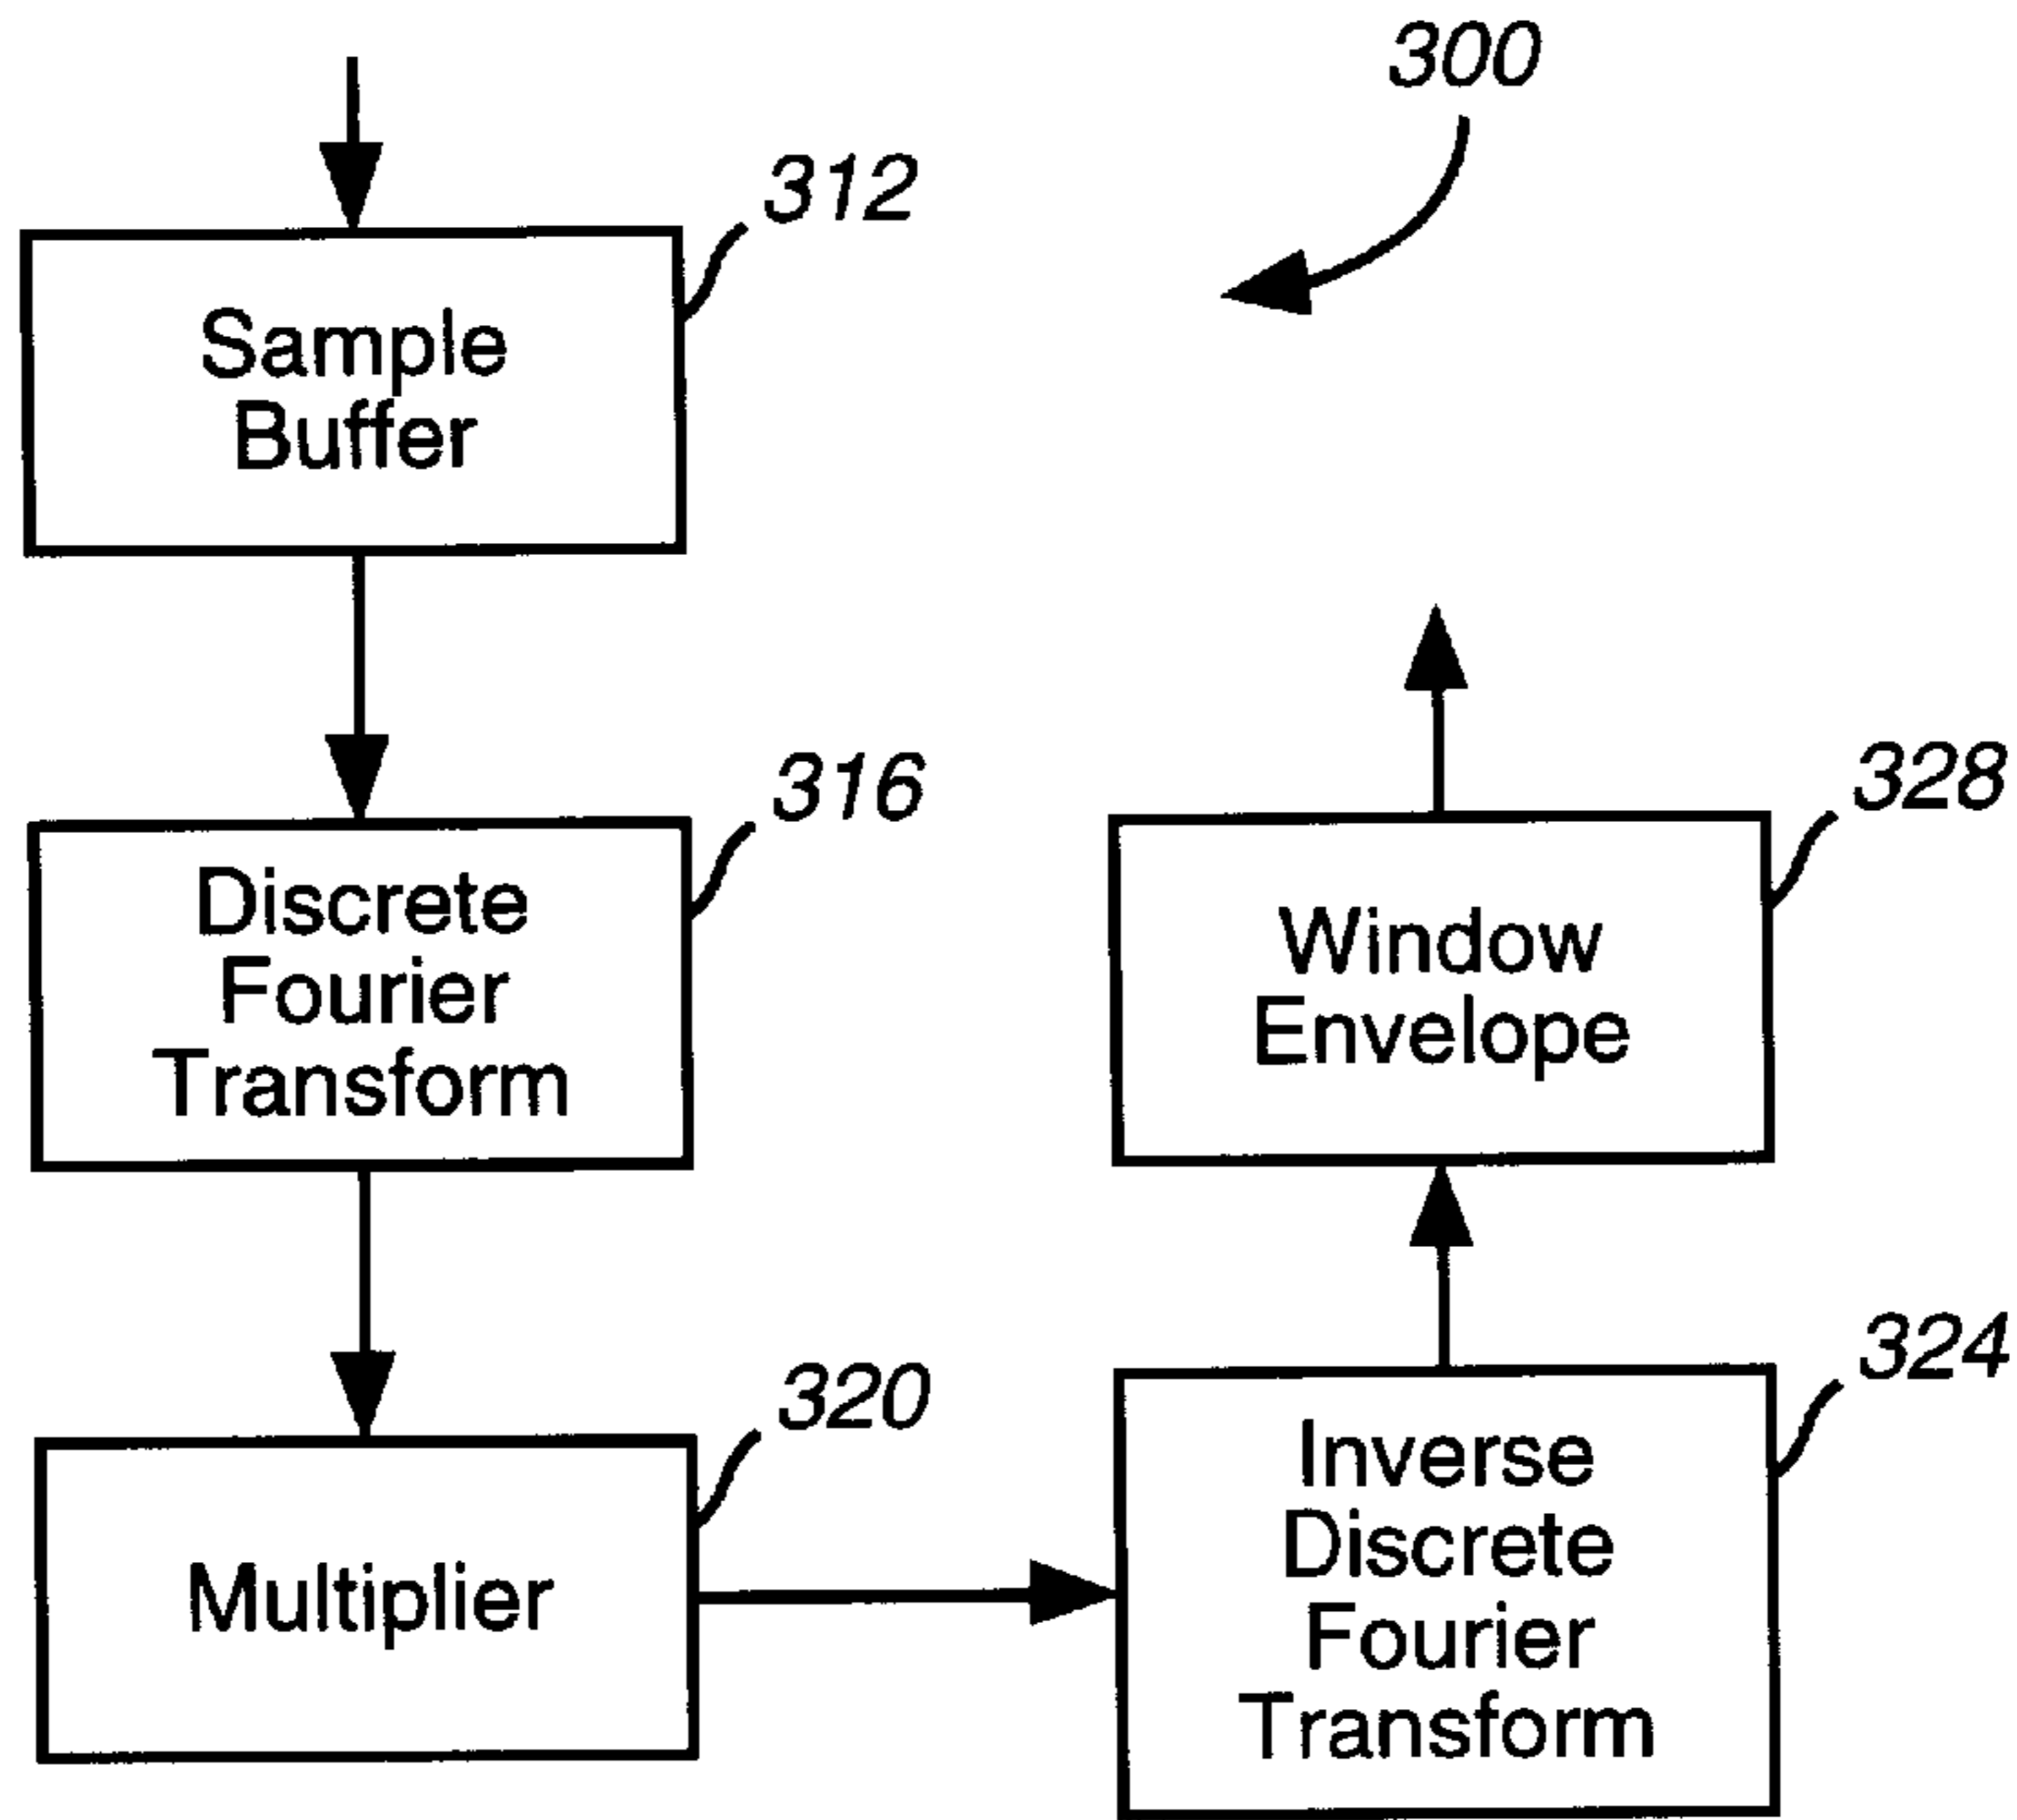 300
312
Sample
Buffer
316
Discrete
Fourier
Transform
320
Multiplier
328
Window
Envelope
324
Inverse
Discrete
Fourier
Transform